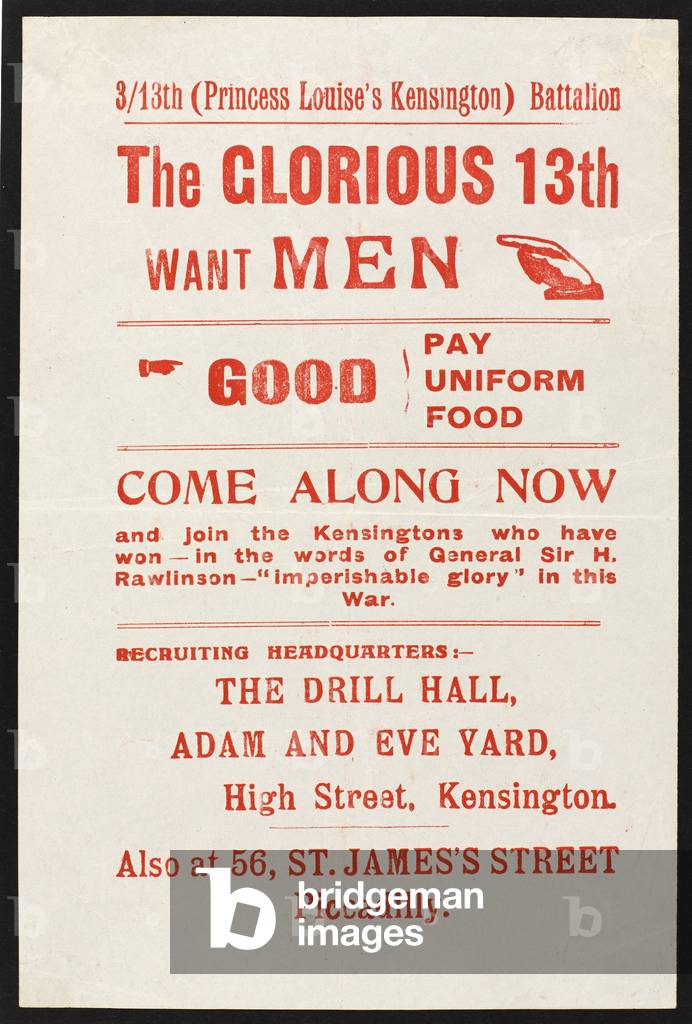 3/13th (Princess Louise's Kensington) Battalion
The GLORIOUS 13th
WANT MEN
GOOD } PAY
UNIFORM
FOOD
COME ALONG NOW
and join the Kensingtons who have
won—in the words of General Sir H.
Rawlinson—"imperishable glory" in this
War.
RECRUITING HEADQUARTERS:—
THE DRILL HALL,
ADAM AND EVE YARD,
High Street, Kensington.
Also at 56, ST. JAMES'S STREET
Piccadilly.
b bridgeman
images